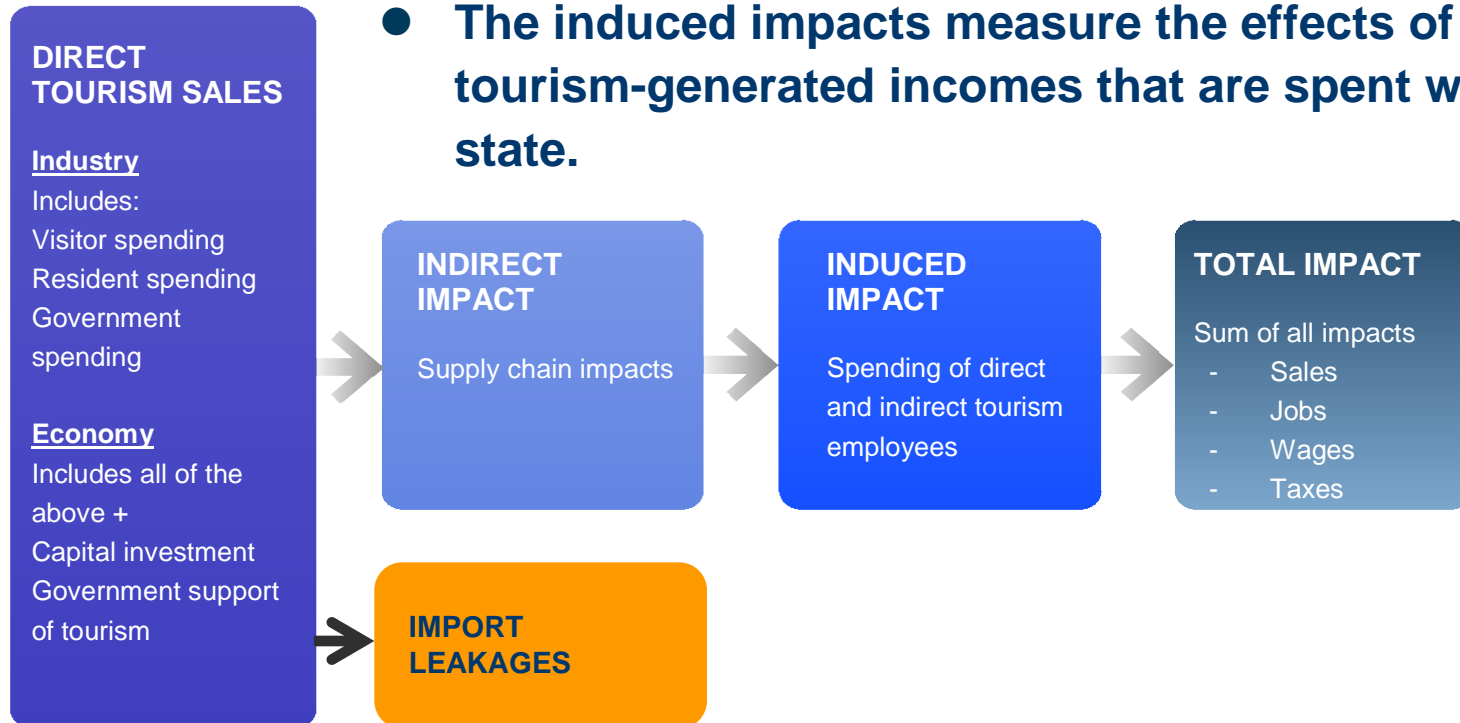 DIRECT
TOURISM SALES
Industry
Includes:
Visitor spending
Resident spending
Government
spending
Economy
Includes all of the
above +
Capital investment
Government support
of tourism
● The induced impacts measure the effects of
tourism-generated incomes that are spent
state.
INDIRECT
IMPACT
Supply chain impacts
INDUCED
IMPACT
Spending of direct
and indirect tourism
employees
TOTAL IMPACT
Sum of all impacts
- Sales
- Jobs
- Wages
- Taxes
IMPORT
LEAKAGES